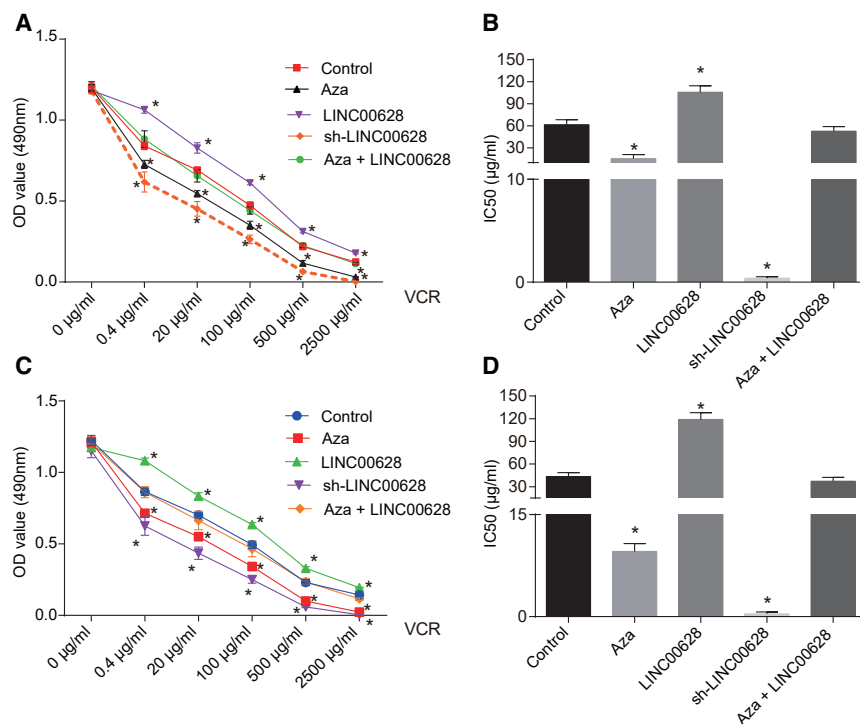 A
OD value (490nm)
1.5
1.0
0.5
0.0
Control
Aza
LINC00628
sh-LINC00628
Aza + LINC00628
* * * * *
* * * * *
* * * * *
0 µg/ml
0.4 µg/ml
20 µg/ml
100 µg/ml
500 µg/ml
2500 µg/ml
VCR
B
IC50 (µg/ml)
150
120
90
60
30
10
0
* * *
Control
Aza
LINC00628
sh-LINC00628
Aza + LINC00628
C
OD value (490nm)
1.5
1.0
0.5
0.0
Control
Aza
LINC00628
sh-LINC00628
Aza + LINC00628
* * * * *
* * * * *
* * * * *
0 µg/ml
0.4 µg/ml
20 µg/ml
100 µg/ml
500 µg/ml
2500 µg/ml
VCR
D
IC50 (µg/ml)
150
120
90
60
30
15
0
* * *
Control
Aza
LINC00628
sh-LINC00628
Aza + LINC00628